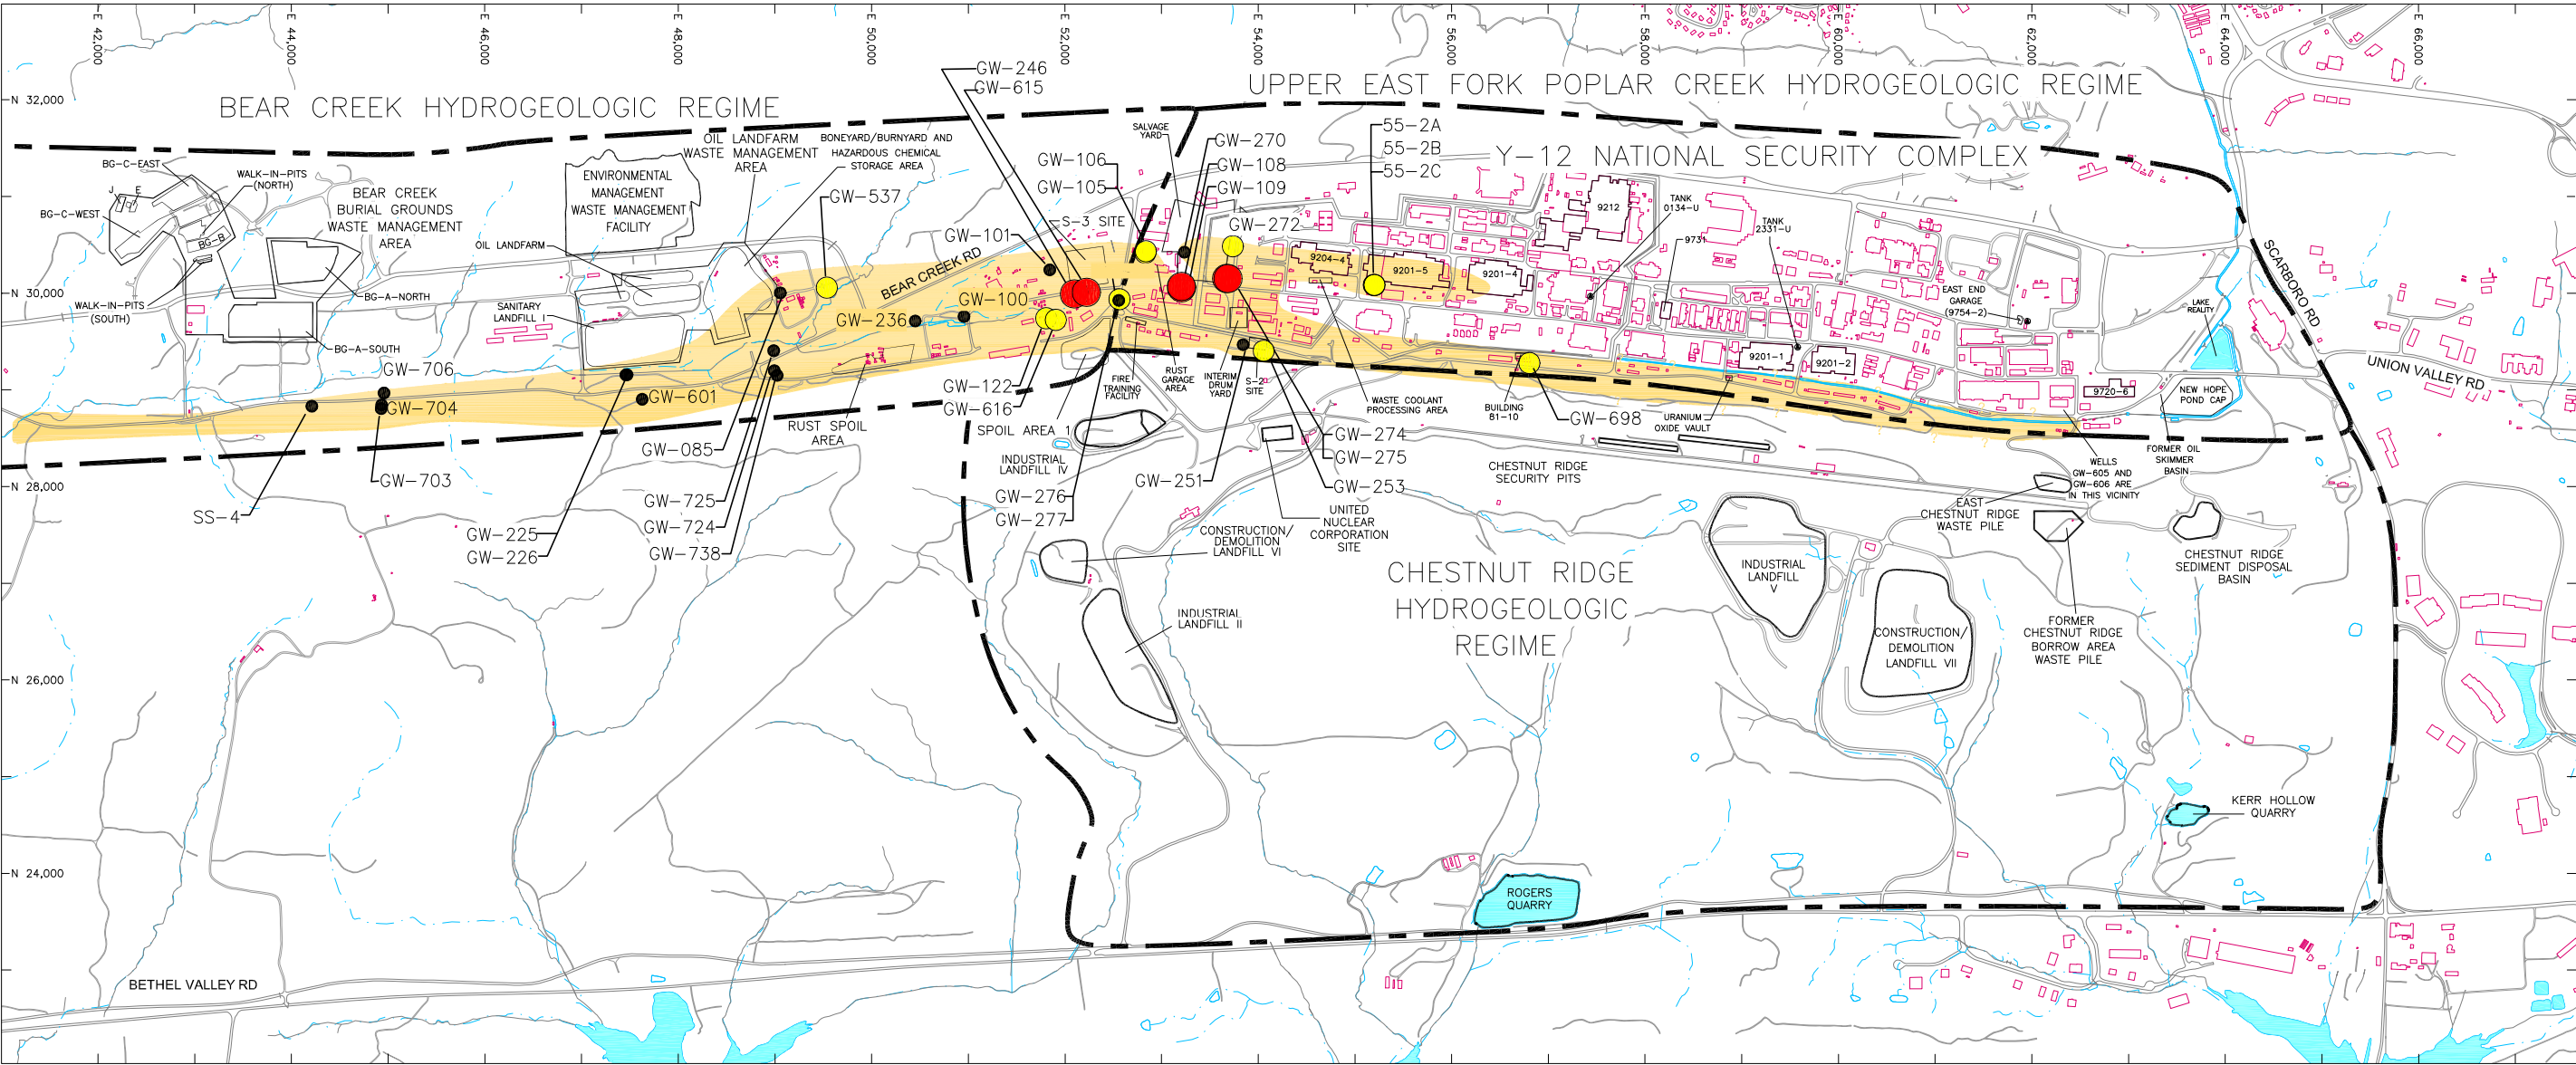 E 42,000
E 44,000
E 46,000
E 48,000
E 50,000
E 52,000
E 54,000
E 56,000
E 58,000
E 60,000
E 62,000
E 64,000
E 66,000
N 32,000
N 30,000
N 28,000
N 26,000
N 24,000
BEAR CREEK HYDROGEOLOGIC REGIME
UPPER EAST FORK POPLAR CREEK HYDROGEOLOGIC REGIME
Y-12 NATIONAL SECURITY COMPLEX
CHESTNUT RIDGE
HYDROGEOLOGIC
REGIME
BG-C-EAST
J
E
BG-C-WEST
WALK-IN-PITS
(NORTH)
BG-B
BEAR CREEK
BURIAL GROUNDS
WASTE MANAGEMENT
AREA
WALK-IN-PITS
(SOUTH)
BG-A-NORTH
BG-A-SOUTH
ENVIRONMENTAL
MANAGEMENT
WASTE MANAGEMENT
FACILITY
OIL LANDFARM
SANITARY
LANDFILL I
OIL LANDFARM
WASTE MANAGEMENT
AREA
BONEYARD/BURNYARD AND
HAZARDOUS CHEMICAL
STORAGE AREA
GW-537
BEAR CREEK RD
GW-246
GW-615
GW-106
GW-105
S-3 SITE
GW-101
GW-100
GW-236
SALVAGE
YARD
GW-270
GW-108
GW-109
GW-272
55-2A
55-2B
55-2C
9204-4
9201-5
9201-4
9212
TANK
0134-U
9731
TANK
2331-U
EAST END
GARAGE
(9754-2)
LAKE
REALITY
SCARBORO RD
UNION VALLEY RD
9201-1
9201-2
9720-6
NEW HOPE
POND CAP
GW-706
GW-704
GW-703
SS-4
GW-601
GW-225
GW-226
GW-085
GW-725
GW-724
GW-738
RUST SPOIL
AREA
GW-122
GW-616
SPOIL AREA 1
FIRE
TRAINING
FACILITY
RUST
GARAGE
AREA
INTERIM
DRUM
YARD
S-2
SITE
WASTE COOLANT
PROCESSING AREA
BUILDING
81-10
GW-698
URANIUM
OXIDE VAULT
GW-274
GW-275
GW-253
GW-251
INDUSTRIAL
LANDFILL IV
GW-276
GW-277
UNITED
NUCLEAR
CORPORATION
SITE
CONSTRUCTION/
DEMOLITION
LANDFILL VI
INDUSTRIAL
LANDFILL II
CHESTNUT RIDGE
SECURITY PITS
WELLS
GW-605 AND
GW-606 ARE
IN THIS VICINITY
FORMER OIL
SKIMMER
BASIN
EAST
CHESTNUT RIDGE
WASTE PILE
CHESTNUT RIDGE
SEDIMENT DISPOSAL
BASIN
INDUSTRIAL
LANDFILL
V
CONSTRUCTION/
DEMOLITION
LANDFILL VII
FORMER
CHESTNUT RIDGE
BORROW AREA
WASTE PILE
KERR HOLLOW
QUARRY
ROGERS
QUARRY
BETHEL VALLEY RD